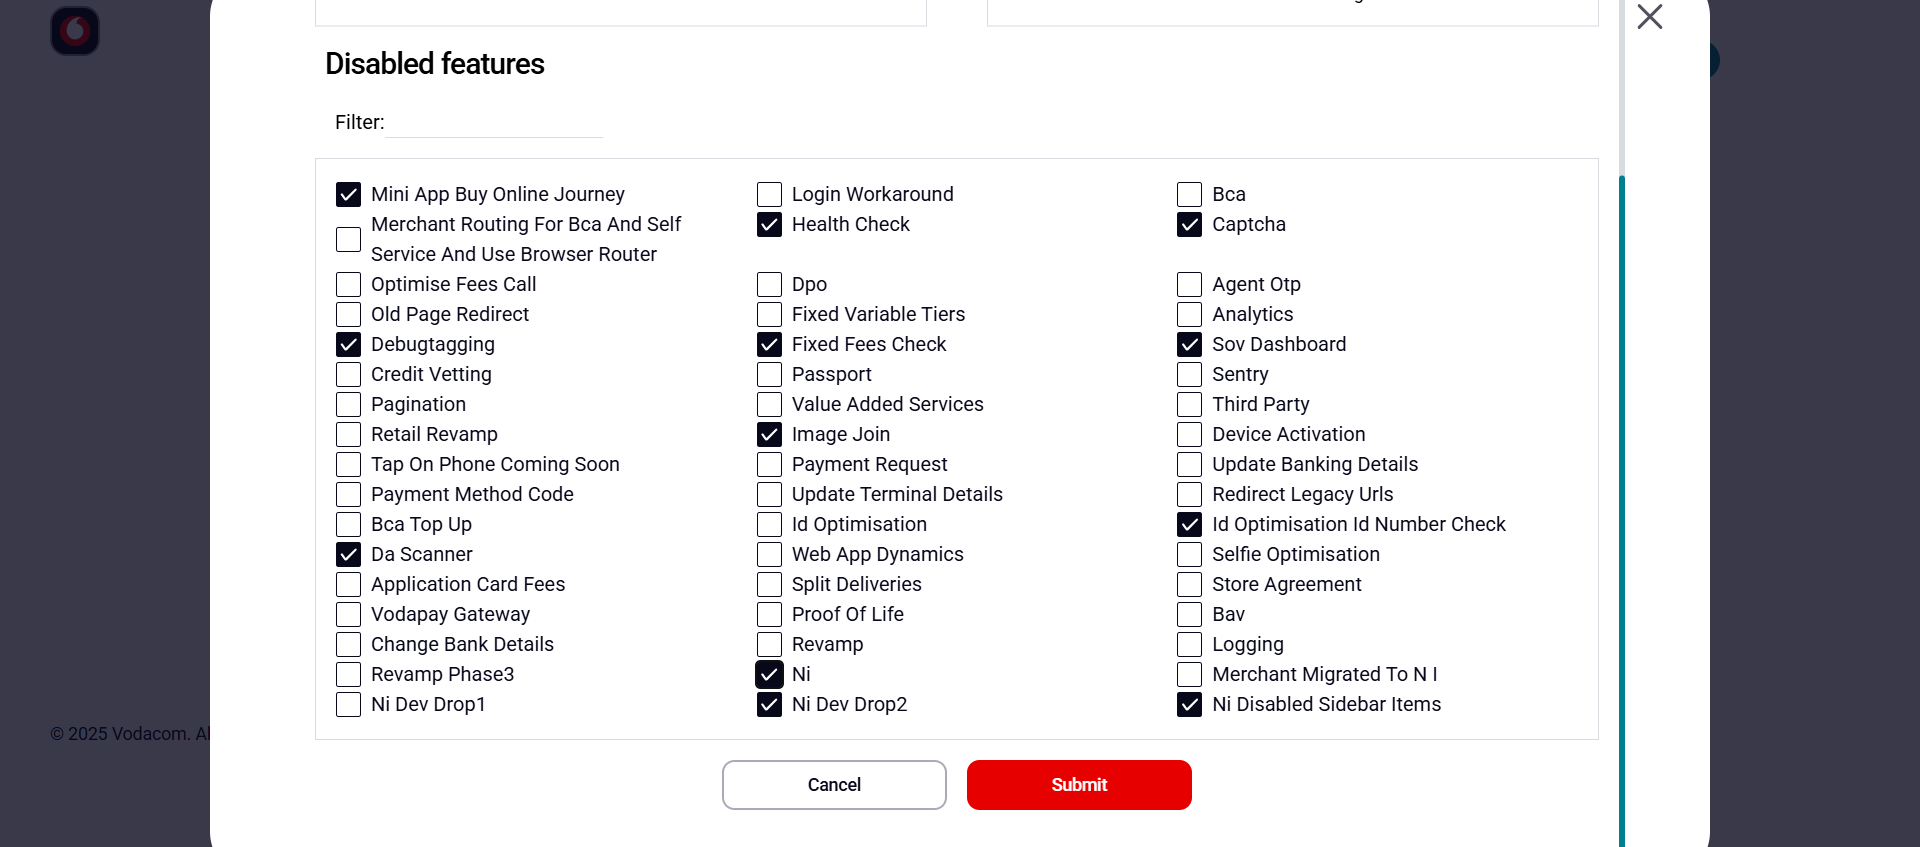 Disabled features
Filter:
Mini App Buy Online Journey
Login Workaround
Bca
Merchant Routing For Bca And Self
Service And Use Browser Router
Health Check
Captcha
Optimise Fees Call
Dpo
Agent Otp
Old Page Redirect
Fixed Variable Tiers
Analytics
Debugtagging
Fixed Fees Check
Sov Dashboard
Credit Vetting
Passport
Sentry
Pagination
Value Added Services
Third Party
Retail Revamp
Image Join
Device Activation
Tap On Phone Coming Soon
Payment Request
Update Banking Details
Payment Method Code
Update Terminal Details
Redirect Legacy Urls
Bca Top Up
Id Optimisation
Id Optimisation Id Number Check
Da Scanner
Web App Dynamics
Selfie Optimisation
Application Card Fees
Split Deliveries
Store Agreement
Vodapay Gateway
Proof Of Life
Bav
Change Bank Details
Revamp
Logging
Revamp Phase3
Ni
Merchant Migrated To N I
Ni Dev Drop1
Ni Dev Drop2
Ni Disabled Sidebar Items
© 2025 Vodacom. Al
Cancel
Submit